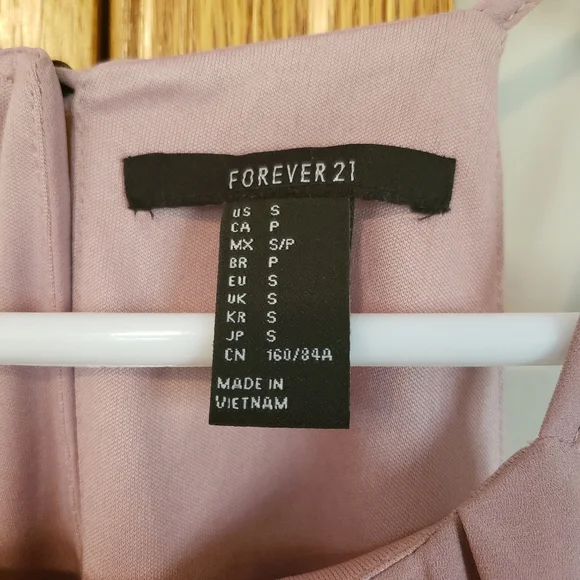 FOREVER 21
US S
CA P
MX S/P
BR P
EU S
UK S
KR S
JP S
CN 160/84A
MADE IN
VIETNAM